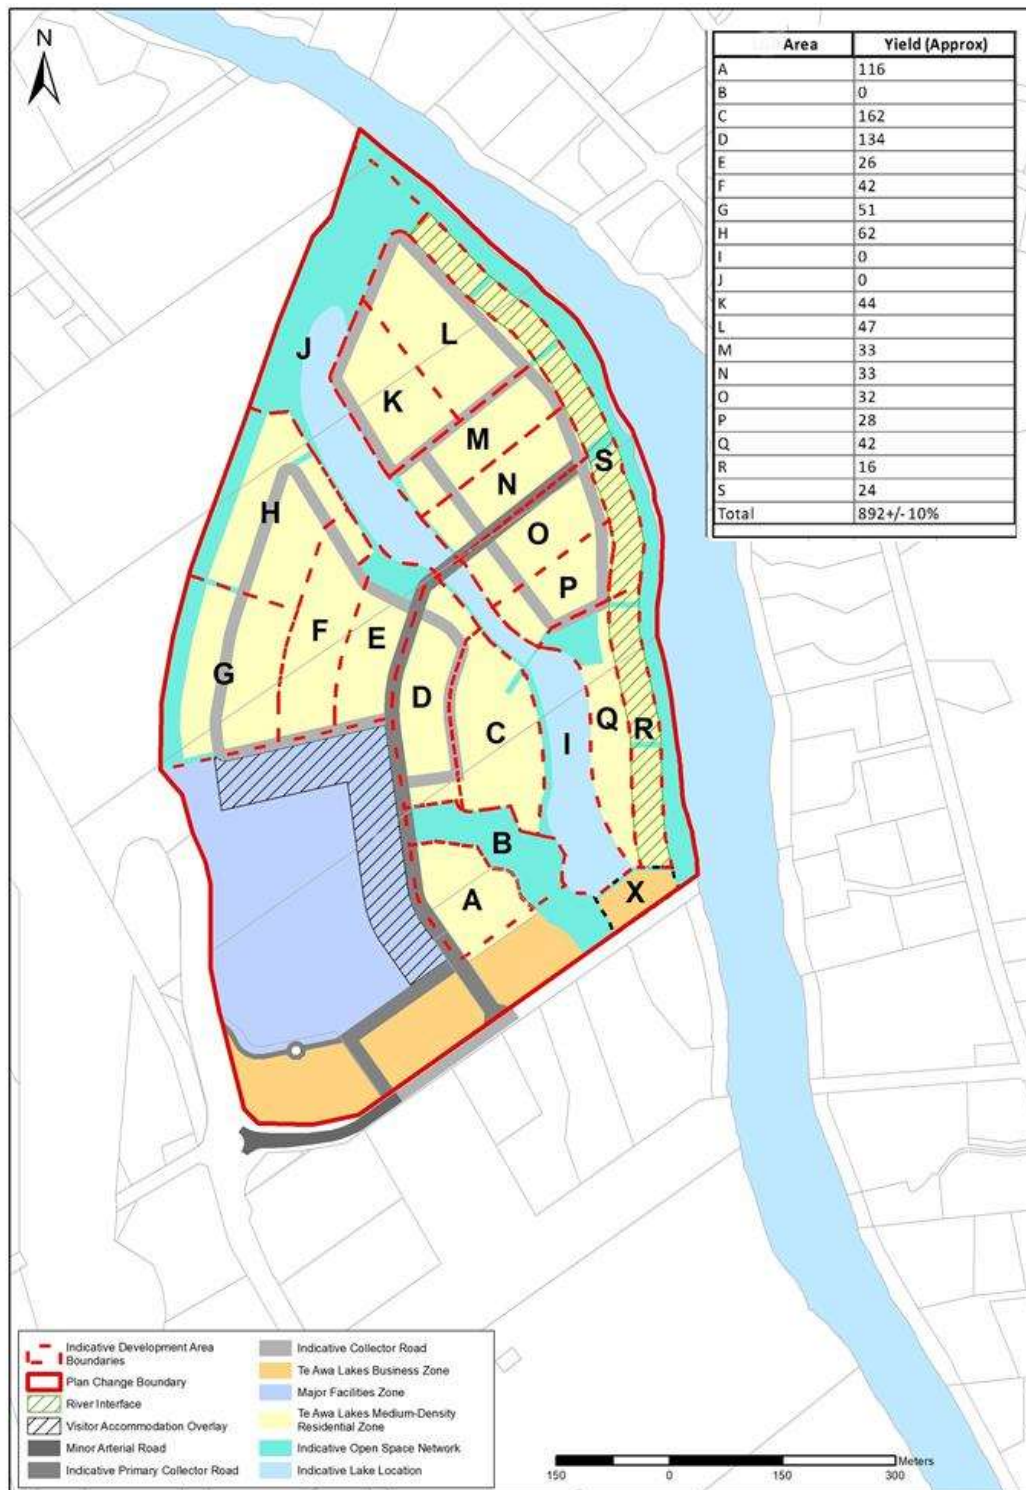 N
Area Yield (Approx)
A 116
B 0
C 162
D 134
E 26
F 42
G 51
H 62
I 0
J 0
K 44
L 47
M 33
N 33
O 32
P 28
Q 42
R 16
S 24
Total 892+/- 10%
L
J
K
M
S
N
H
O
P
F
E
G
D
Q
R
C
I
B
X
A
Indicative Development Area
Boundaries
Plan Change Boundary
River Interface
Visitor Accommodation Overlay
Minor Arterial Road
Indicative Primary Collector Road
Indicative Collector Road
Te Awa Lakes Business Zone
Major Facilities Zone
Te Awa Lakes Medium-Density
Residential Zone
Indicative Open Space Network
Indicative Lake Location
Meters
150 0 150 300